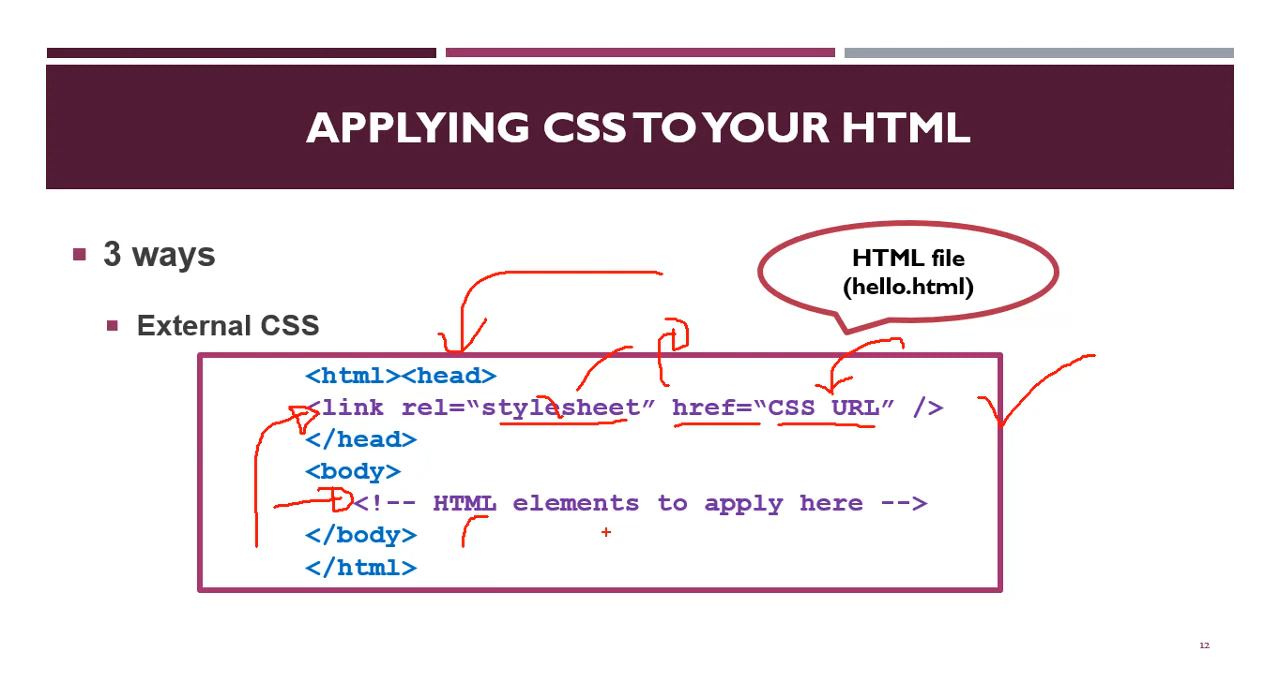 APPLYING CSS TO YOUR HTML
3 ways
HTML file
(hello.html)
External CSS
<html><head>
<link rel=“stylesheet” href=“CSS URL” />
</head>
<body>
<!-- HTML elements to apply here -->
</body>
</html>
12